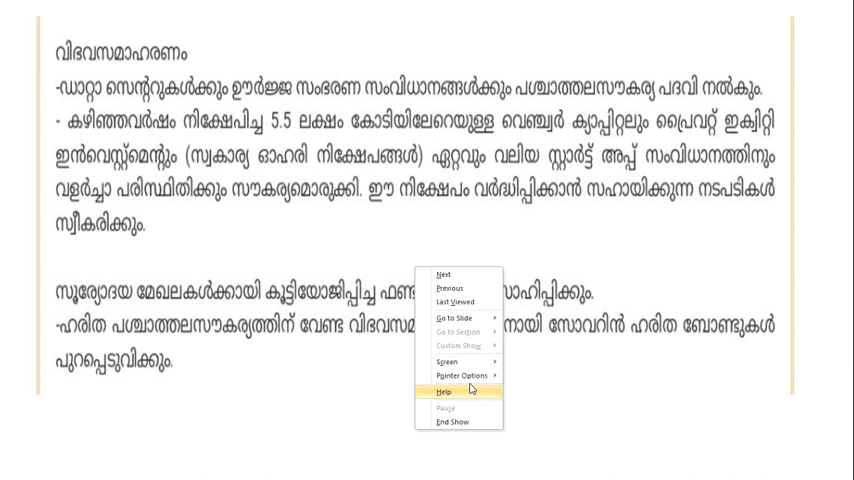 വിഭവസമാഹരണം
-ഡാറ്റാ സെന്ററുകൾക്കും ഊർജ്ജ സംഭരണ സംവിധാനങ്ങൾക്കും പശ്ചാത്തലസൗകര്യ പദവി നൽകും.
- കഴിഞ്ഞവർഷം നിക്ഷേപിച്ച 5.5 ലക്ഷം കോടിയിലേറെയുള്ള വെഞ്ച്വർ ക്യാപ്പിറ്റലും പ്രൈവറ്റ് ഇക്വിറ്റി
ഇൻവെസ്റ്റ്മെന്റും (സ്വകാര്യ ഓഹരി നിക്ഷേപങ്ങൾ) ഏറ്റവും വലിയ സ്റ്റാർട്ട് അപ്പ് സംവിധാനത്തിനും
വളർച്ചാ പരിസ്ഥിതിക്കും സൗകര്യമൊരുക്കി. ഈ നിക്ഷേപം വർദ്ധിപ്പിക്കാൻ സഹായിക്കുന്ന നടപടികൾ
സ്വീകരിക്കും.
സൂര്യോദയ മേഖലകൾക്കായി കൂട്ടിയോജിപ്പിച്ച ഫണ്ട
-ഹരിത പശ്ചാത്തലസൗകര്യത്തിന് വേണ്ട സോവറിൻ ഹരിത ബോണ്ടുകൾ
പുറപ്പെടുവിക്കും.
Next
Previous
Last Viewed
Go to Slide
Go to Section
Custom Show
Screen
Pointer Options
Help
Pause
End Show